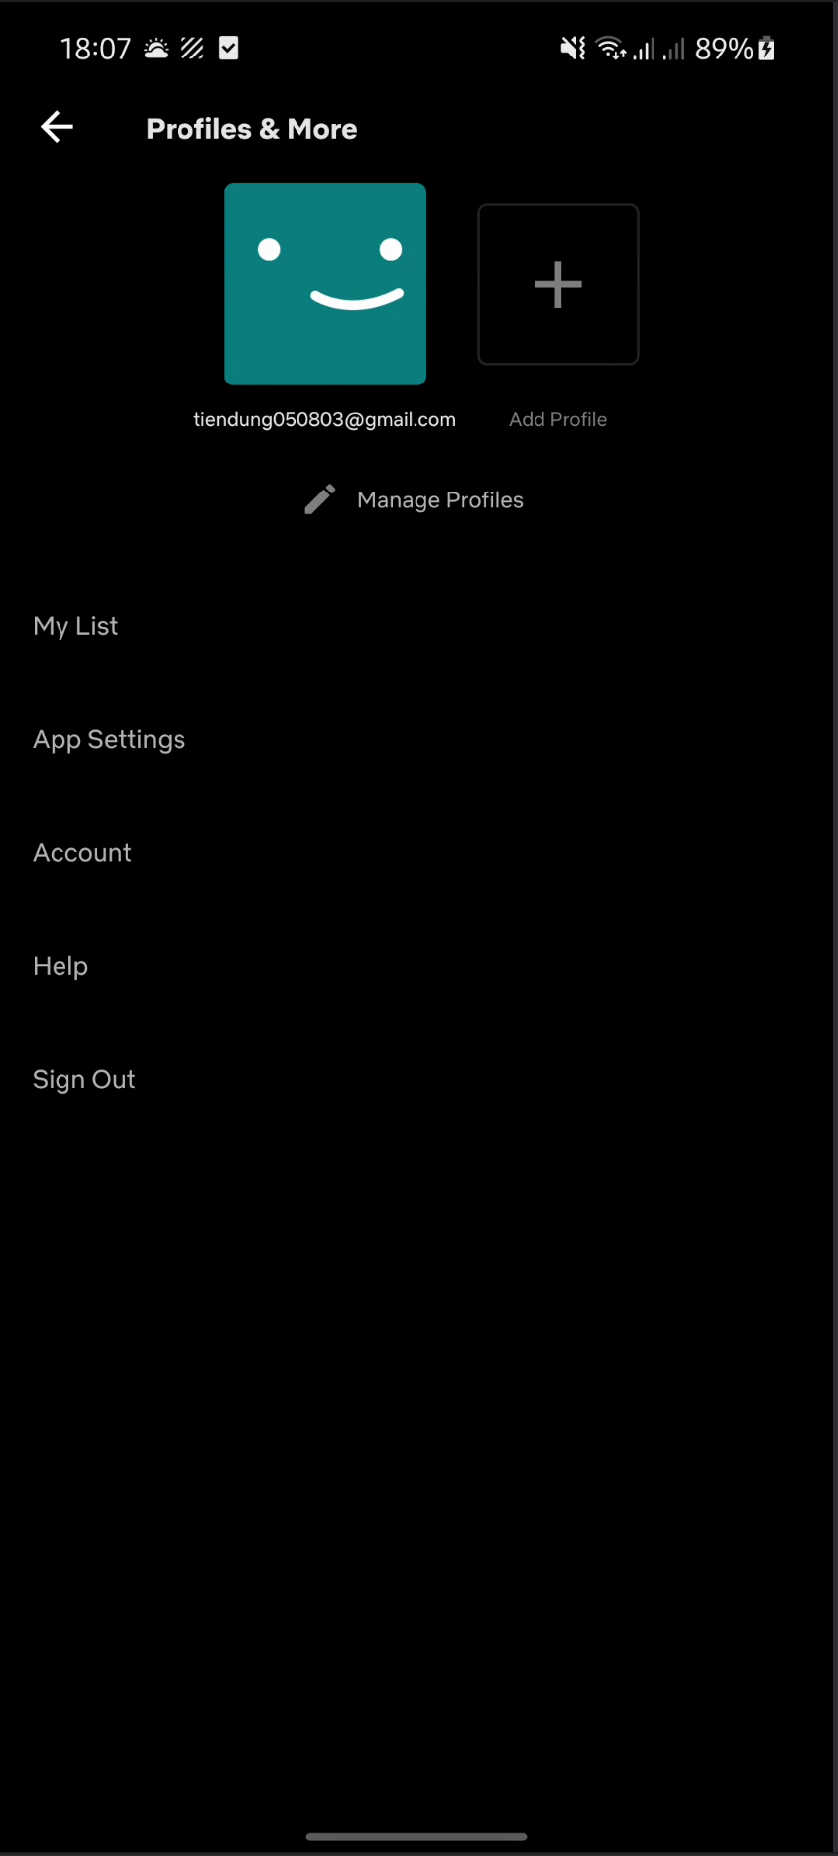 18:07 89%
Profiles & More
tiendung050803@gmail.com Add Profile
Manage Profiles
My List
App Settings
Account
Help
Sign Out